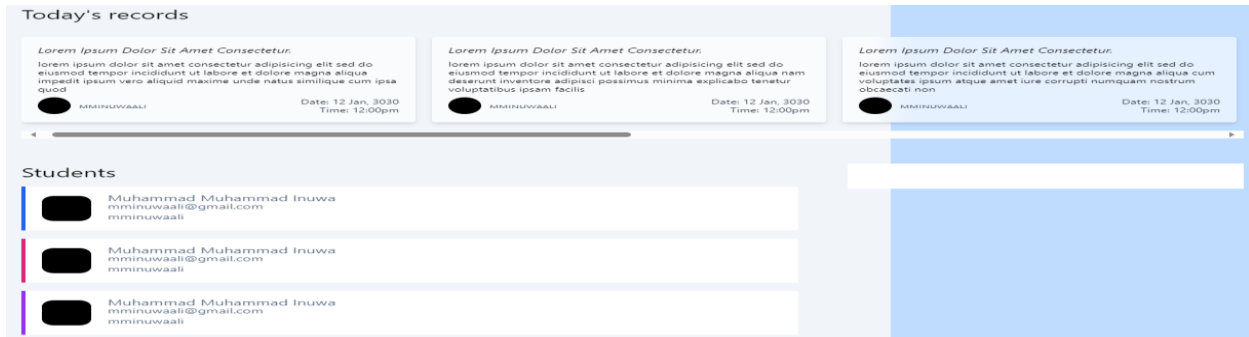 Today's records
Lorem Ipsum Dolor Sit Amet Consectetur.
lorem ipsum dolor sit amet consectetur adipisicing elit sed do
eiusmod tempor incididunt ut labore et dolore magna aliqua
impedit ipsum vero aliquid maxime unde natus similique cum ipsa
quod
MMINUWAALI
Date: 12 Jan, 3030
Time: 12:00pm
Lorem Ipsum Dolor Sit Amet Consectetur.
lorem ipsum dolor sit amet consectetur adipisicing elit sed do
eiusmod tempor incididunt ut labore et dolore magna aliqua nam
deserunt inventore adipisci possimus minima explicabo tenetur
voluptatibus ipsam facilis
MMINUWAALI
Date: 12 Jan, 3030
Time: 12:00pm
Lorem Ipsum Dolor Sit Amet Consectetur.
lorem ipsum dolor sit amet consectetur adipisicing elit sed do
eiusmod tempor incididunt ut labore et dolore magna aliqua cum
voluptates ipsum atque amet iure corrupti numquam nostrum
obcaecati non
MMINUWAALI
Date: 12 Jan, 3030
Time: 12:00pm
Students
Muhammad Muhammad Inuwa
mminuwaali@gmail.com
mminuwaali
Muhammad Muhammad Inuwa
mminuwaali@gmail.com
mminuwaali
Muhammad Muhammad Inuwa
mminuwaali@gmail.com
mminuwaali